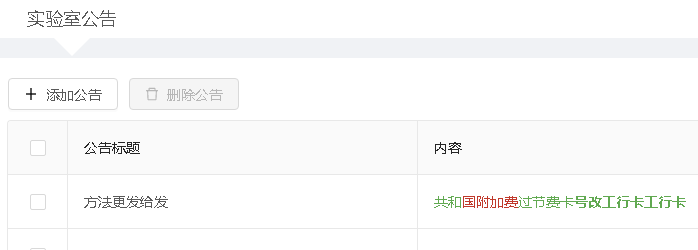 实验室公告
添加公告 删除公告
公告标题 内容
方法更发给发 共和国附加费过节费卡号改工行卡工行卡